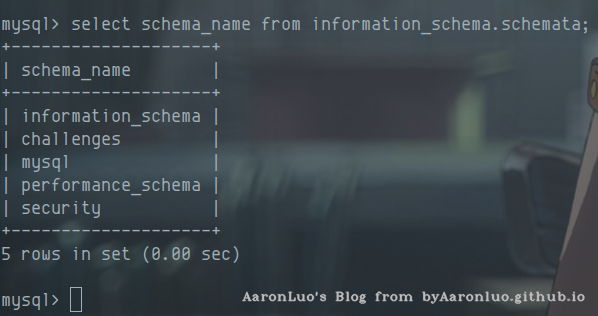 mysql> select schema_name from information_schema.schemata;
+--------------------+
| schema_name        |
+--------------------+
| information_schema |
| challenges         |
| mysql              |
| performance_schema |
| security           |
+--------------------+
5 rows in set (0.00 sec)
mysql>
AaronLuo's Blog from byAaronluo.github.io